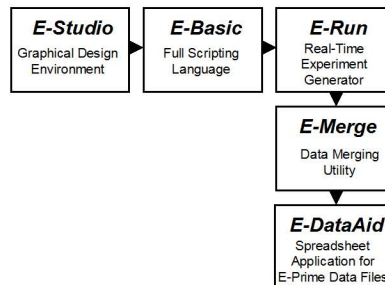 E-Studio
Graphical Design
Environment
E-Basic
Full Scripting
Language
E-Run
Real-Time
Experiment
Generator
E-Merge
Data Merging
Utility
E-DataAid
Spreadsheet
Application for
E-Prime Data Files